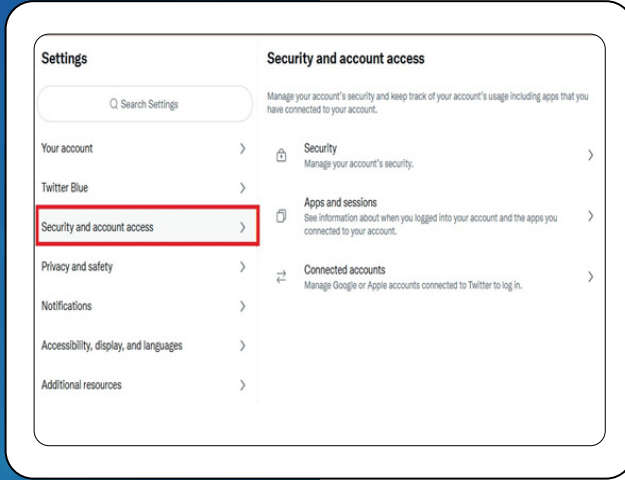 Settings
Search Settings
Your account
Twitter Blue
Security and account access
Privacy and safety
Notifications
Accessibility, display, and languages
Additional resources
Security and account access
Manage your account's security and keep track of your account's usage including apps that you
have connected to your account.
Security
Manage your account's security.
Apps and sessions
See information about when you logged into your account and the apps you
connected to your account.
Connected accounts
Manage Google or Apple accounts connected to Twitter to log in.